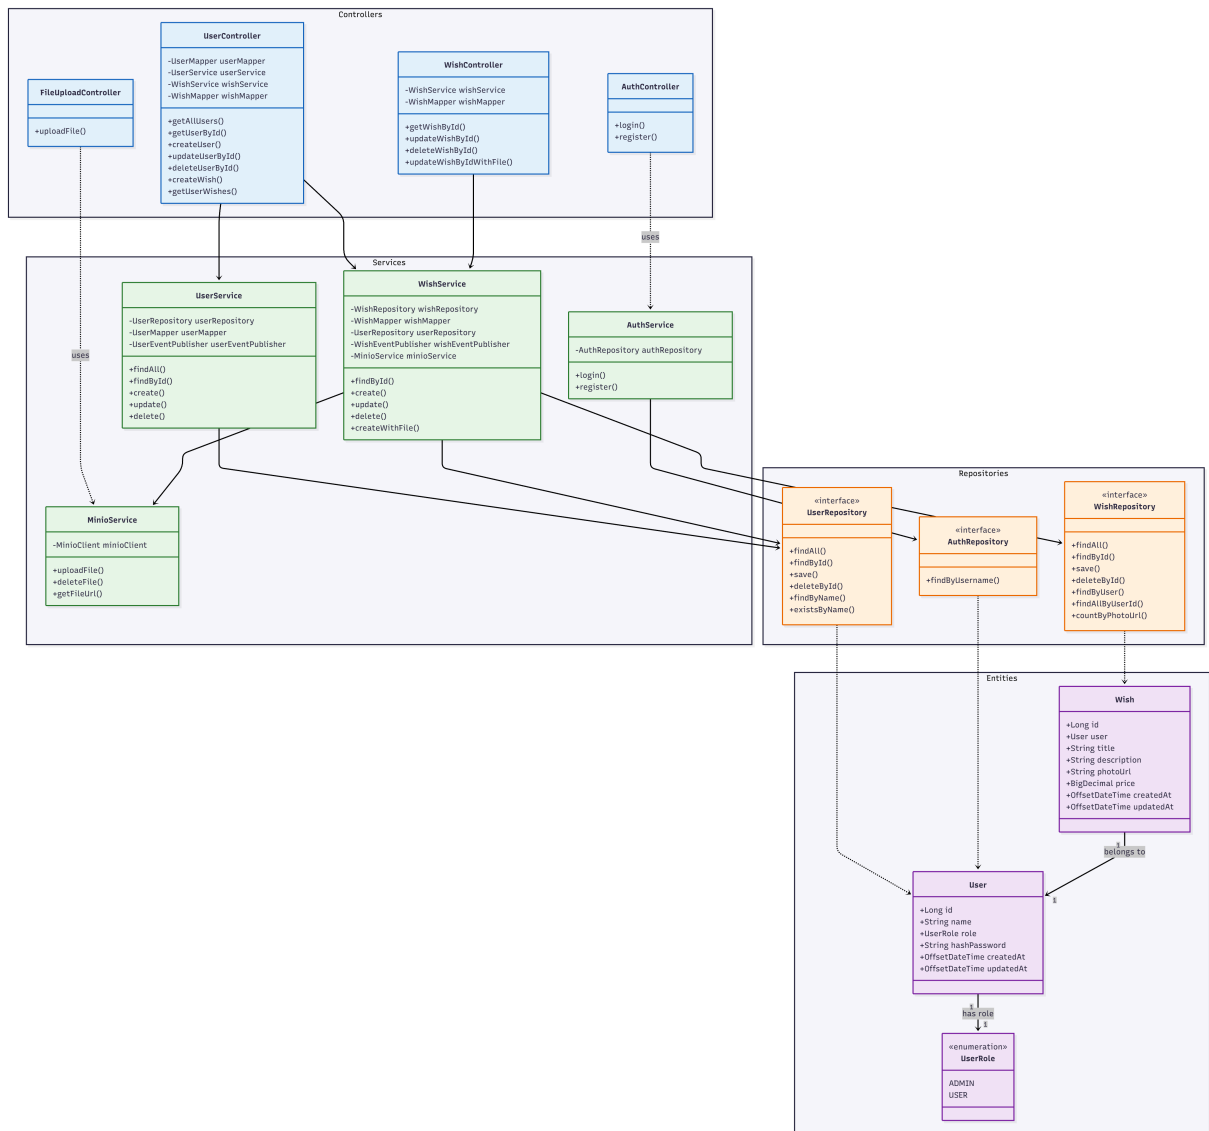 Controllers
UserController
-UserMapper userMapper
-UserService userService
-WishService wishService
-WishMapper wishMapper
+getAllUsers()
+getUserById()
+createUser()
+updateUserById()
+deleteUserById()
+createWish()
+getUserWishes()
WishController
-WishService wishService
-WishMapper wishMapper
+getWishById()
+updateWishById()
+deleteWishById()
+updateWishByIdWithFile()
FileUploadController
+uploadFile()
AuthController
+login()
+register()
uses
uses
Services
UserService
-UserRepository userRepository
-UserMapper userMapper
-UserEventPublisher userEventPublisher
+findAll()
+findById()
+create()
+update()
+delete()
WishService
-WishRepository wishRepository
-WishMapper wishMapper
-UserRepository userRepository
-WishEventPublisher wishEventPublisher
-MinioService minioService
+findById()
+create()
+update()
+delete()
+createWithFile()
AuthService
-AuthRepository authRepository
+login()
+register()
MinioService
-MinioClient minioClient
+uploadFile()
+deleteFile()
+getFileUrl()
Repositories
«interface»
UserRepository
+findAll()
+findById()
+save()
+deleteById()
+findByName()
+existsByName()
«interface»
AuthRepository
+findByUsername()
«interface»
WishRepository
+findAll()
+findById()
+save()
+deleteById()
+findByUser()
+findAllByUserId()
+countByPhotoUrl()
Entities
Wish
+Long id
+User user
+String title
+String description
+String photoUrl
+BigDecimal price
+OffsetDateTime createdAt
+OffsetDateTime updatedAt
1
belongs to
1
User
+Long id
+String name
+UserRole role
+String hashPassword
+OffsetDateTime createdAt
+OffsetDateTime updatedAt
1
has role
1
«enumeration»
UserRole
ADMIN
USER